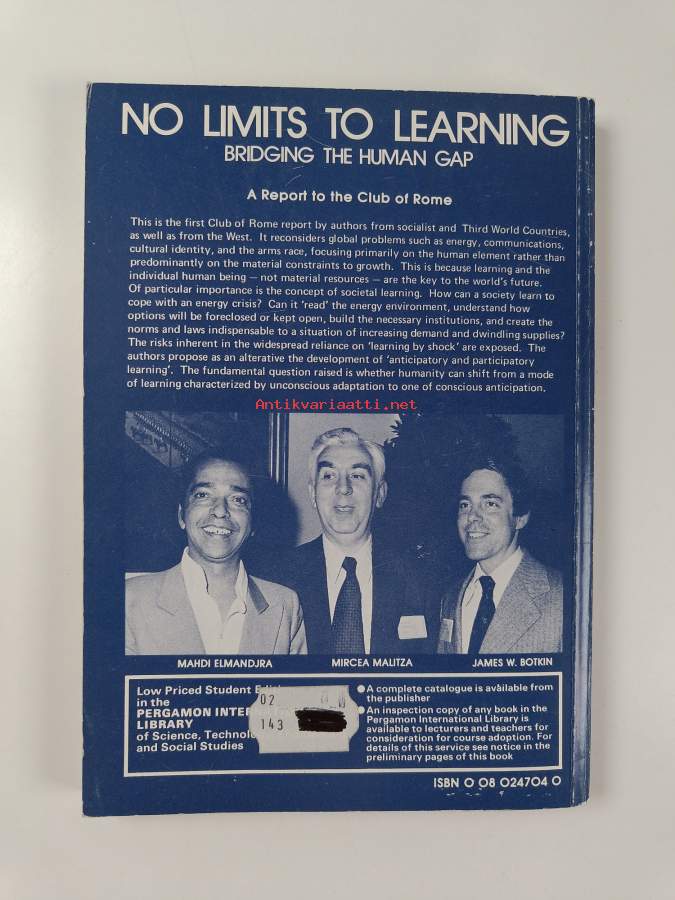 NO LIMITS TO LEARNING
BRIDGING THE HUMAN GAP
A Report to the Club of Rome
This is the first Club of Rome report by authors from socialist and Third World Countries,
as well as from the West. It reconsiders global problems such as energy, communications,
cultural identity, and the arms race, focusing primarily on the human element rather than
predominantly on the material constraints to growth. This is because learning and the
individual human being — not material resources — are the key to the world's future.
Of particular importance is the concept of societal learning. How can a society learn to
cope with an energy crisis? Can it 'read' the energy environment, understand how
options will be foreclosed or kept open, build the necessary institutions, and create the
norms and laws indispensable to a situation of increasing demand and dwindling supplies?
The risks inherent in the widespread reliance on 'learning by shock' are exposed. The
authors propose as an alterative the development of 'anticipatory and participatory
learning'. The fundamental question raised is whether humanity can shift from a mode
of learning characterized by unconscious adaptation to one of conscious anticipation.
Antikvariaatti.net
MAHDI ELMANDJRA MIRCEA MALITZA JAMES W. BOTKIN
Low Priced Student
in the
PERGAMON
LIBRARY
of Science,
and Social Studies
02
143
A complete catalogue is available from
the publisher
An inspection copy of any book in the
Pergamon International Library is
available to lecturers and teachers for
consideration for course adoption. For
details of this service see notice in the
preliminary pages of this book
ISBN 0 08 024704 0